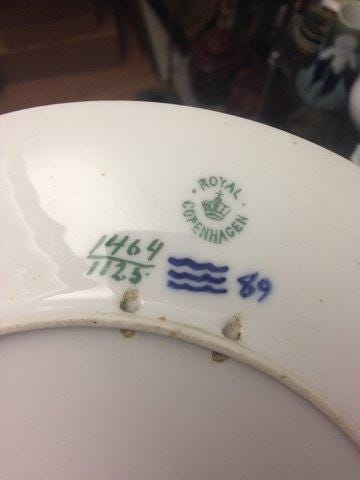 · ROYAL ·
COPENHAGEN
1464
1125.
89